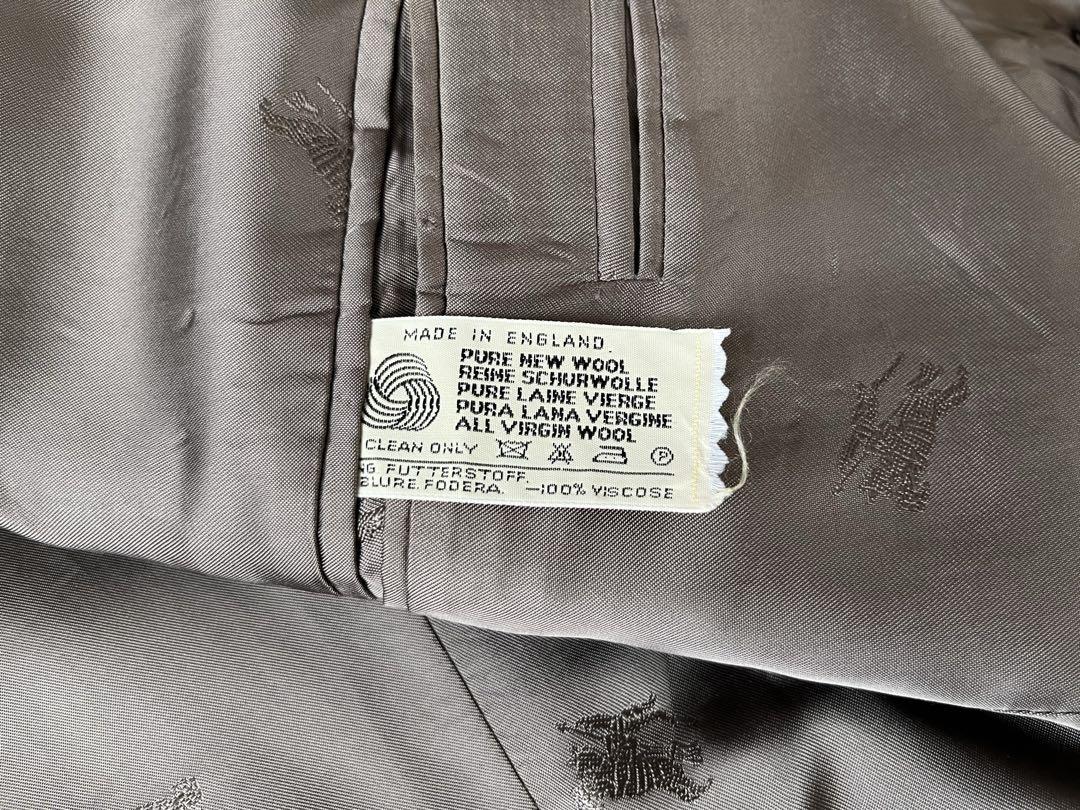 MADE IN ENGLAND
PURE NEW WOOL
REINE SCHURWOLLE
PURE LAINE VIERGE
PURA LANA VERGINE
ALL VIRGIN WOOL
CLEAN ONLY P
FUTTERSTOFF.
FODERA. —100% VISCOSE